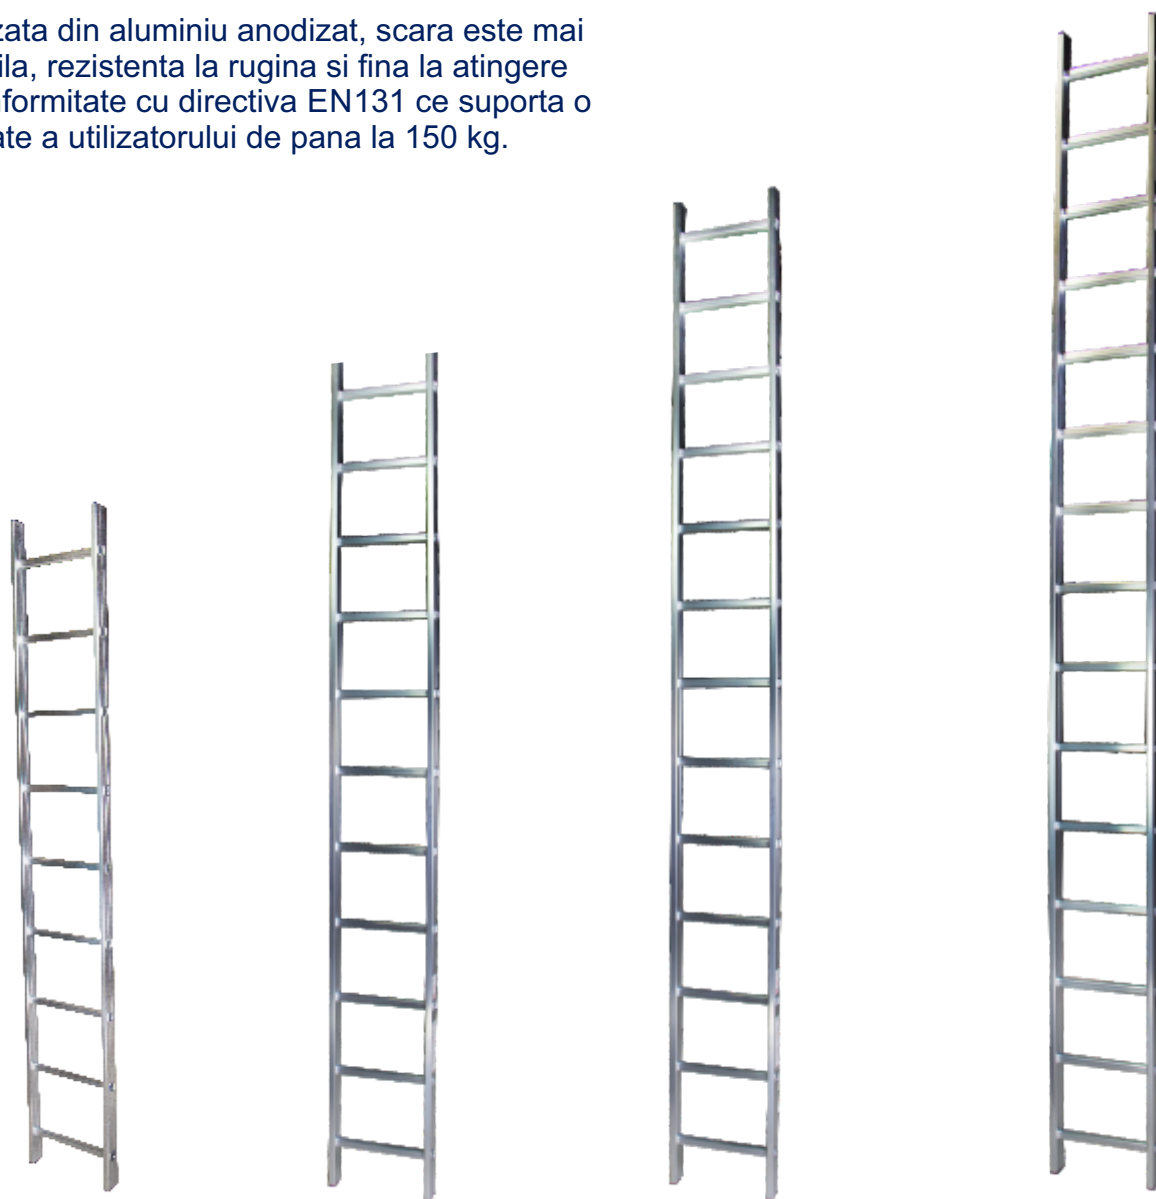 zata din aluminiu anodizat, scara este mai
ila, rezistenta la rugina si fina la atingere
nformitate cu directiva EN131 ce suporta o
ate a utilizatorului de pana la 150 kg.